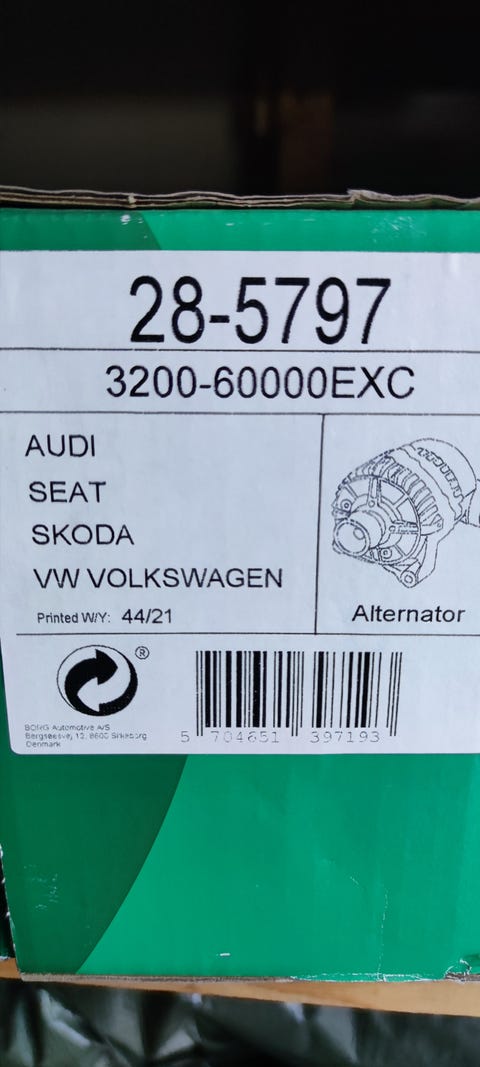 28-5797
3200-60000EXC
AUDI
SEAT
SKODA
VW VOLKSWAGEN
Printed W/Y: 44/21
Alternator
®
BORG Automotive A/S
Bergsøesvej 12, 8600 Silkeborg
Denmark
5 704651 397193